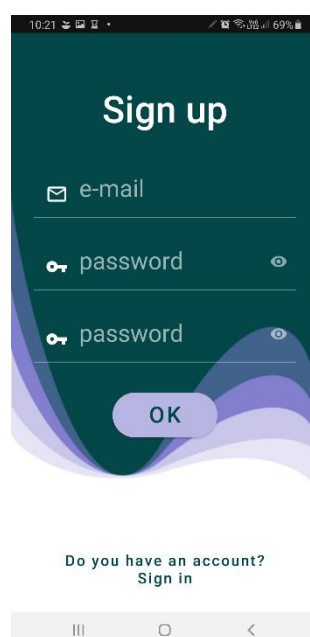 10:21
69%
Sign up
e-mail
password
password
OK
Do you have an account?
Sign in